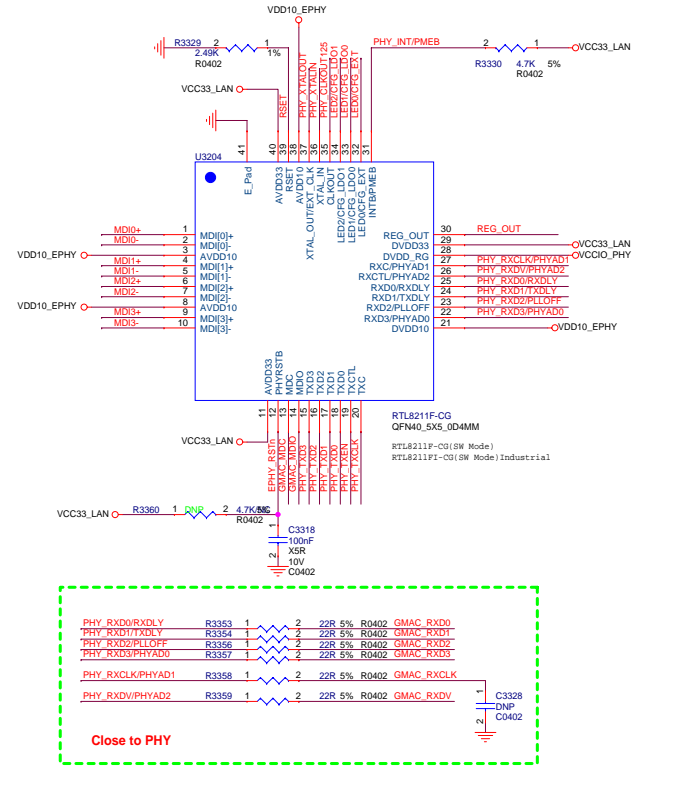 VDD10_EPHY
R3329 2 1
2.49K 1%
R0402
PHY_INT/PMEB 2 1 VCC33_LAN
R3330 4.7K 5%
R0402
VCC33_LAN
RSET
PHY_XTALOUT
PHY_XTALIN
PHY_CLKOUT125
LED2/CFG_LDO1
LED1/CFG_LDO0
LED0/CFG_EXT
41 40 39 38 37 36 35 34 33 32 31
U3204
E_Pad
AVDD33
RSET
AVDD10
XTAL_OUT/EXT_CLK
XTAL_IN
CLKOUT
LED2/CFG_LDO1
LED1/CFG_LDO0
LED0/CFG_EXT
INTB/PMEB
MDI0+ 1 MDI[0]+
MDI0- 2 MDI[0]-
VDD10_EPHY 3 AVDD10
MDI1+ 4 MDI[1]+
MDI1- 5 MDI[1]-
MDI2+ 6 MDI[2]+
MDI2- 7 MDI[2]-
VDD10_EPHY 8 AVDD10
MDI3+ 9 MDI[3]+
MDI3- 10 MDI[3]-
REG_OUT 30 REG_OUT
DVDD33 29 VCC33_LAN
DVDD_RG 28 VCCIO_PHY
RXC/PHYAD1 27 PHY_RXCLK/PHYAD1
RXCTL/PHYAD2 26 PHY_RXDV/PHYAD2
RXD0/RXDLY 25 PHY_RXD0/RXDLY
RXD1/TXDLY 24 PHY_RXD1/TXDLY
RXD2/PLLOFF 23 PHY_RXD2/PLLOFF
RXD3/PHYAD0 22 PHY_RXD3/PHYAD0
DVDD10 21 VDD10_EPHY
AVDD33
PHYRSTB
MDC
MDIO
TXD3
TXD2
TXD1
TXD0
TXCTL
TXC
11 12 13 14 15 16 17 18 19 20
RTL8211F-CG
QFN40_5X5_0D4MM
RTL8211F-CG(SW Mode)
RTL8211FI-CG(SW Mode)Industrial
VCC33_LAN
EPHY_RSTn
GMAC_MDC
GMAC_MDIO
PHY_TXD3
PHY_TXD2
PHY_TXD1
PHY_TXD0
PHY_TXEN
PHY_TXCLK
VCC33_LAN R3360 1 DNP 2 4.7K
R0402
1
C3318
100nF
X5R
10V
2
C0402
PHY_RXD0/RXDLY R3353 1 2 22R 5% R0402 GMAC_RXD0
PHY_RXD1/TXDLY R3354 1 2 22R 5% R0402 GMAC_RXD1
PHY_RXD2/PLLOFF R3356 1 2 22R 5% R0402 GMAC_RXD2
PHY_RXD3/PHYAD0 R3357 1 2 22R 5% R0402 GMAC_RXD3
PHY_RXCLK/PHYAD1 R3358 1 2 22R 5% R0402 GMAC_RXCLK
PHY_RXDV/PHYAD2 R3359 1 2 22R 5% R0402 GMAC_RXDV
1
C3328
DNP
C0402
2
Close to PHY